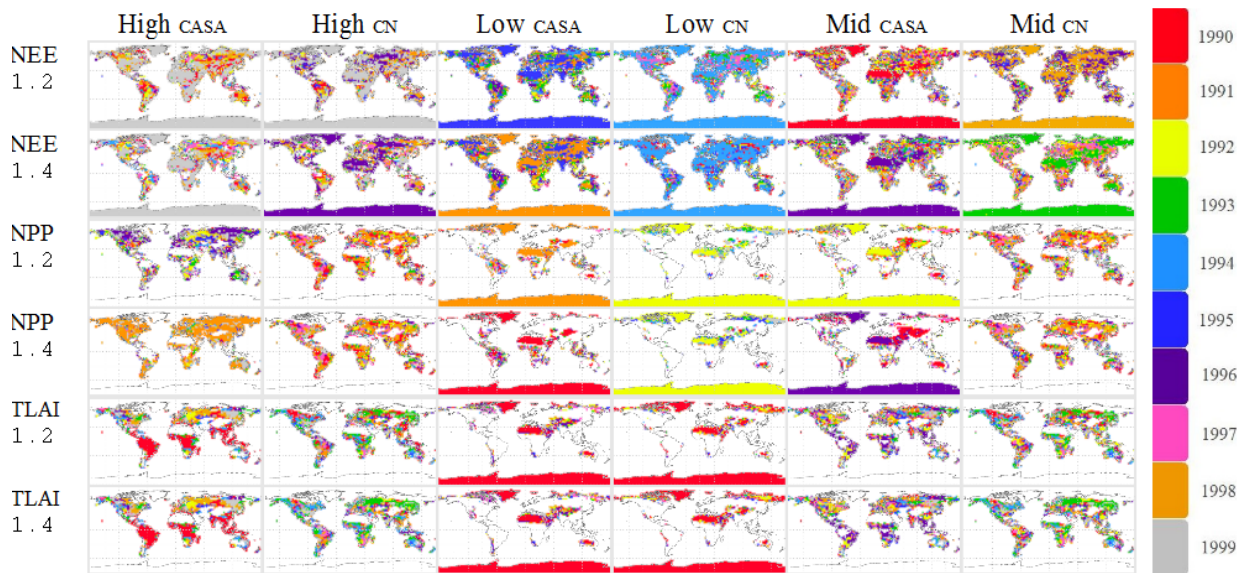 High CASA High CN Low CASA Low CN Mid CASA Mid CN
NEE
1.2
NEE
1.4
NPP
1.2
NPP
1.4
TLAI
1.2
TLAI
1.4
1990
1991
1992
1993
1994
1995
1996
1997
1998
1999